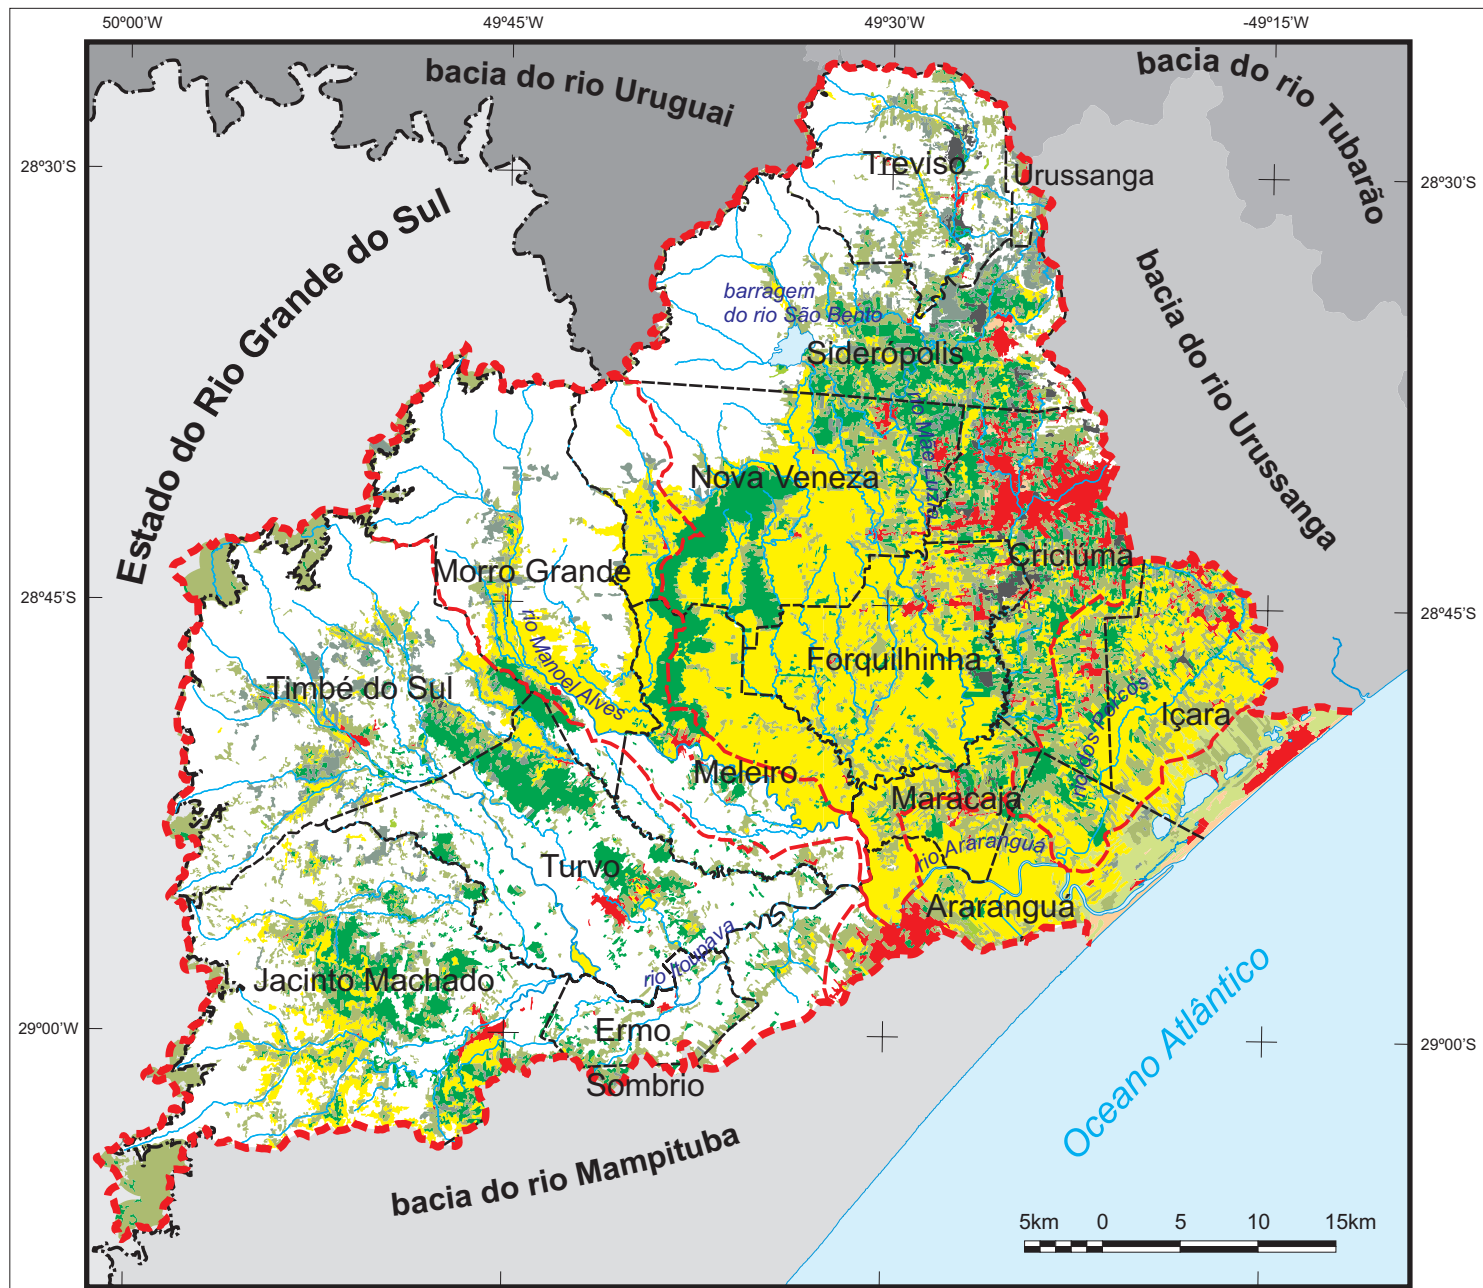 50°00'W
49°45'W
49°30'W
-49°15'W
bacia do rio Uruguai
bacia do rio Tubarão
28°30'S
28°30'S
Treviso
Urussanga
Estado do Rio Grande do Sul
bacia do rio Urussanga
barragem
do rio São Bento
Siderópolis
rio Mãe Luzia
Nova Veneza
Criciúma
Morro Grande
28°45'S
28°45'S
rio Manoel Alves
Forquilhinha
Timbé do Sul
rio dos Porcos
Içara
Meleiro
Maracajá
rio Araranguá
Turvo
Araranguá
rio Itoupava
Jacinto Machado
Oceano Atlântico
29°00'W
29°00'S
Ermo
Sombrio
bacia do rio Mampituba
5km 0 5 10 15km